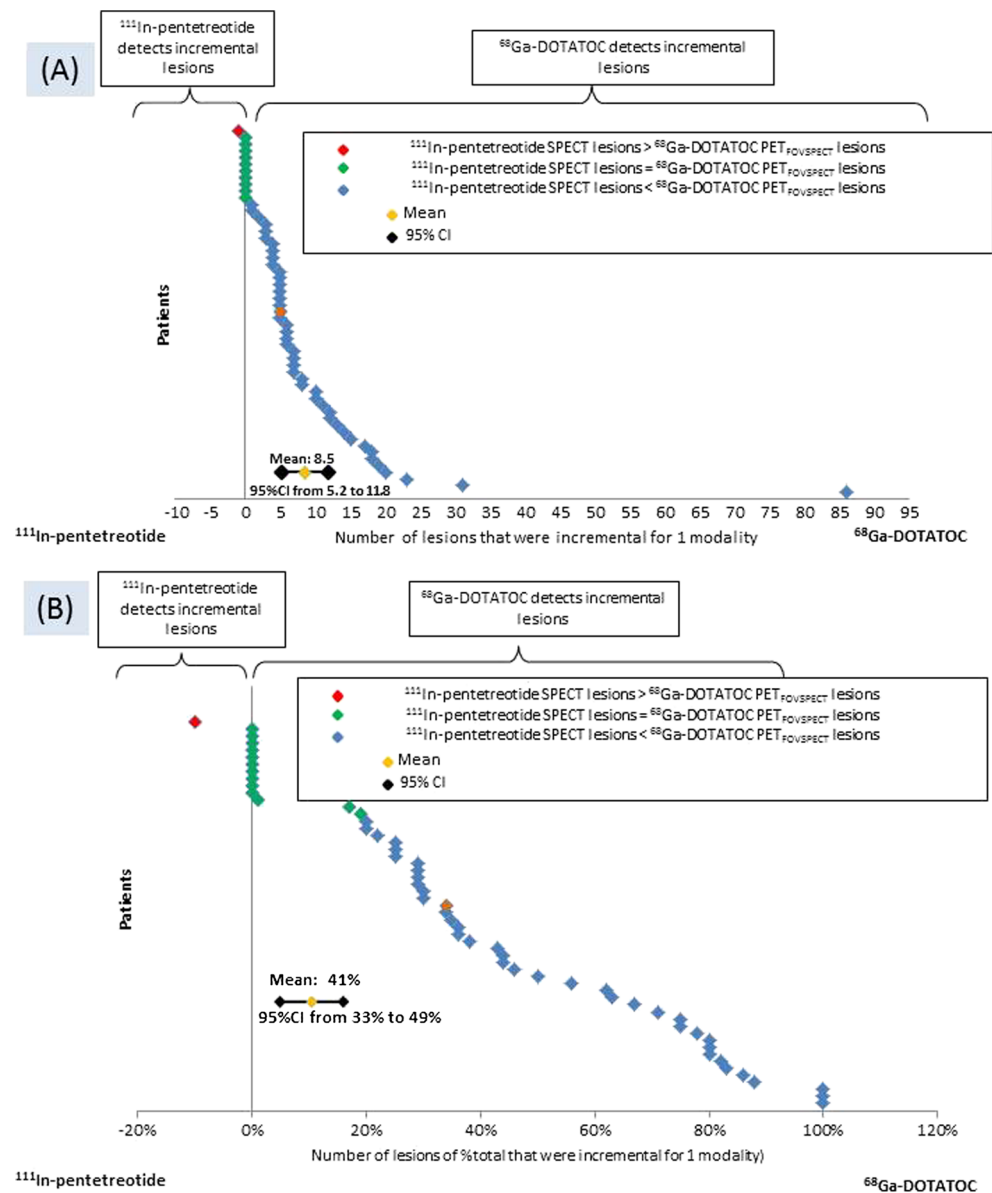 (A)
¹¹¹In-pentetreotide
detects incremental
lesions
⁶⁸Ga-DOTATOC detects incremental
lesions
¹¹¹In-pentetreotide SPECT lesions > ⁶⁸Ga-DOTATOC PET_FOVSPECT lesions
¹¹¹In-pentetreotide SPECT lesions = ⁶⁸Ga-DOTATOC PET_FOVSPECT lesions
¹¹¹In-pentetreotide SPECT lesions < ⁶⁸Ga-DOTATOC PET_FOVSPECT lesions
Mean
95% CI
Patients
Mean: 8.5
95%CI from 5.2 to 11.8
-10 -5 0 5 10 15 20 25 30 35 40 45 50 55 60 65 70 75 80 85 90 95
¹¹¹In-pentetreotide
Number of lesions that were incremental for 1 modality
⁶⁸Ga-DOTATOC
(B)
¹¹¹In-pentetreotide
detects incremental
lesions
⁶⁸Ga-DOTATOC detects incremental
lesions
¹¹¹In-pentetreotide SPECT lesions > ⁶⁸Ga-DOTATOC PET_FOVSPECT lesions
¹¹¹In-pentetreotide SPECT lesions = ⁶⁸Ga-DOTATOC PET_FOVSPECT lesions
¹¹¹In-pentetreotide SPECT lesions < ⁶⁸Ga-DOTATOC PET_FOVSPECT lesions
Mean
95% CI
Patients
Mean: 41%
95%CI from 33% to 49%
-20% 0% 20% 40% 60% 80% 100% 120%
Number of lesions of %total that were incremental for 1 modality)
¹¹¹In-pentetreotide
⁶⁸Ga-DOTATOC